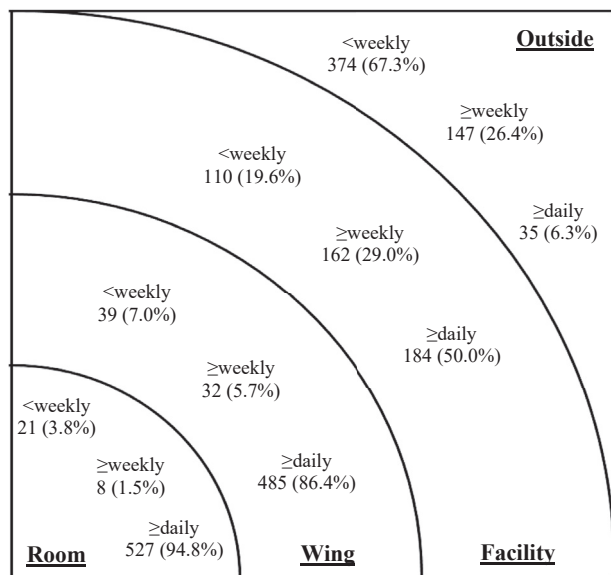 <weekly
374 (67.3%)
Outside
≥weekly
147 (26.4%)
≥daily
35 (6.3%)
<weekly
110 (19.6%)
≥weekly
162 (29.0%)
≥daily
184 (50.0%)
<weekly
39 (7.0%)
≥weekly
32 (5.7%)
≥daily
485 (86.4%)
<weekly
21 (3.8%)
≥weekly
8 (1.5%)
≥daily
527 (94.8%)
Room
Wing
Facility